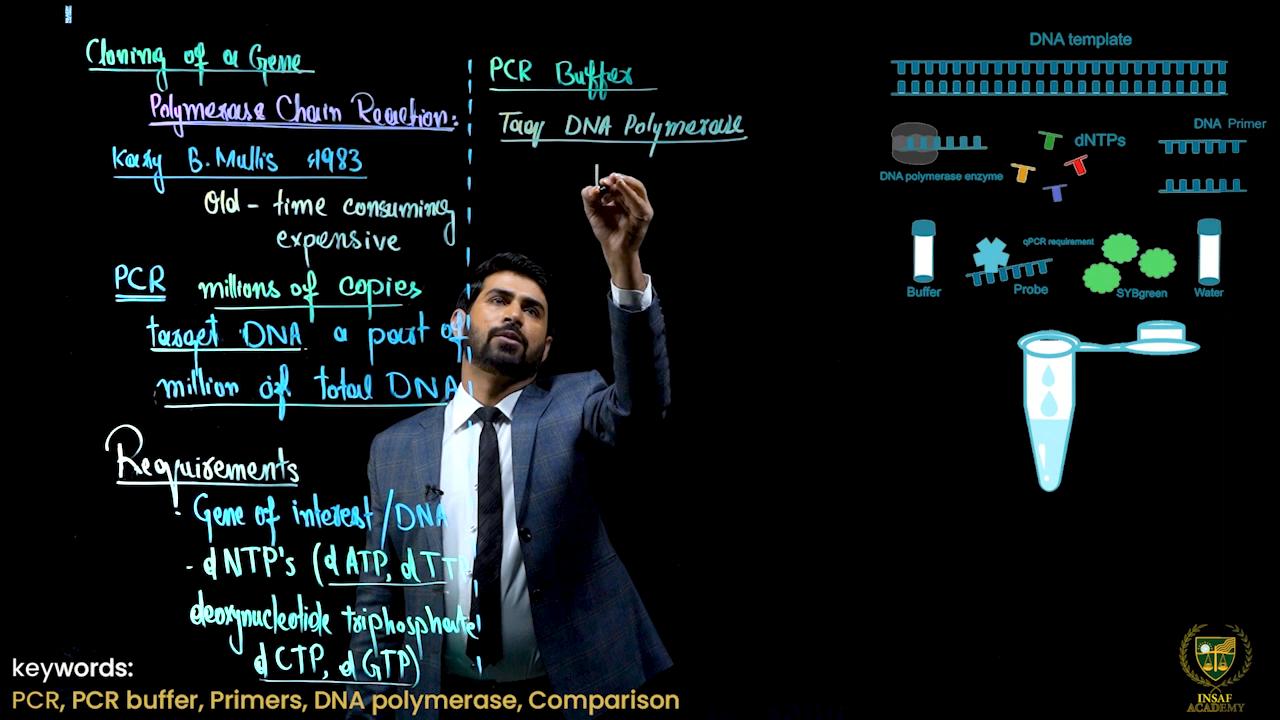 Cloning of a Gene
Polymerase Chain Reaction:
Kary B. Mullis 1983
Old - time consuming
expensive
PCR millions of copies
target DNA a part of
million of total DNA
Requirements
· Gene of interest/DNA
- dNTP's (dATP, dTTP
deoxynucleotide triphosphate
dCTP, dGTP)
PCR Buffer
Taq DNA Polymerase
DNA template
DNA polymerase enzyme
dNTPs
DNA Primer
Buffer
qPCR requirement
Probe
SYBgreen
Water
keywords:
PCR, PCR buffer, Primers, DNA polymerase, Comparison
INSAF
ACADEMY